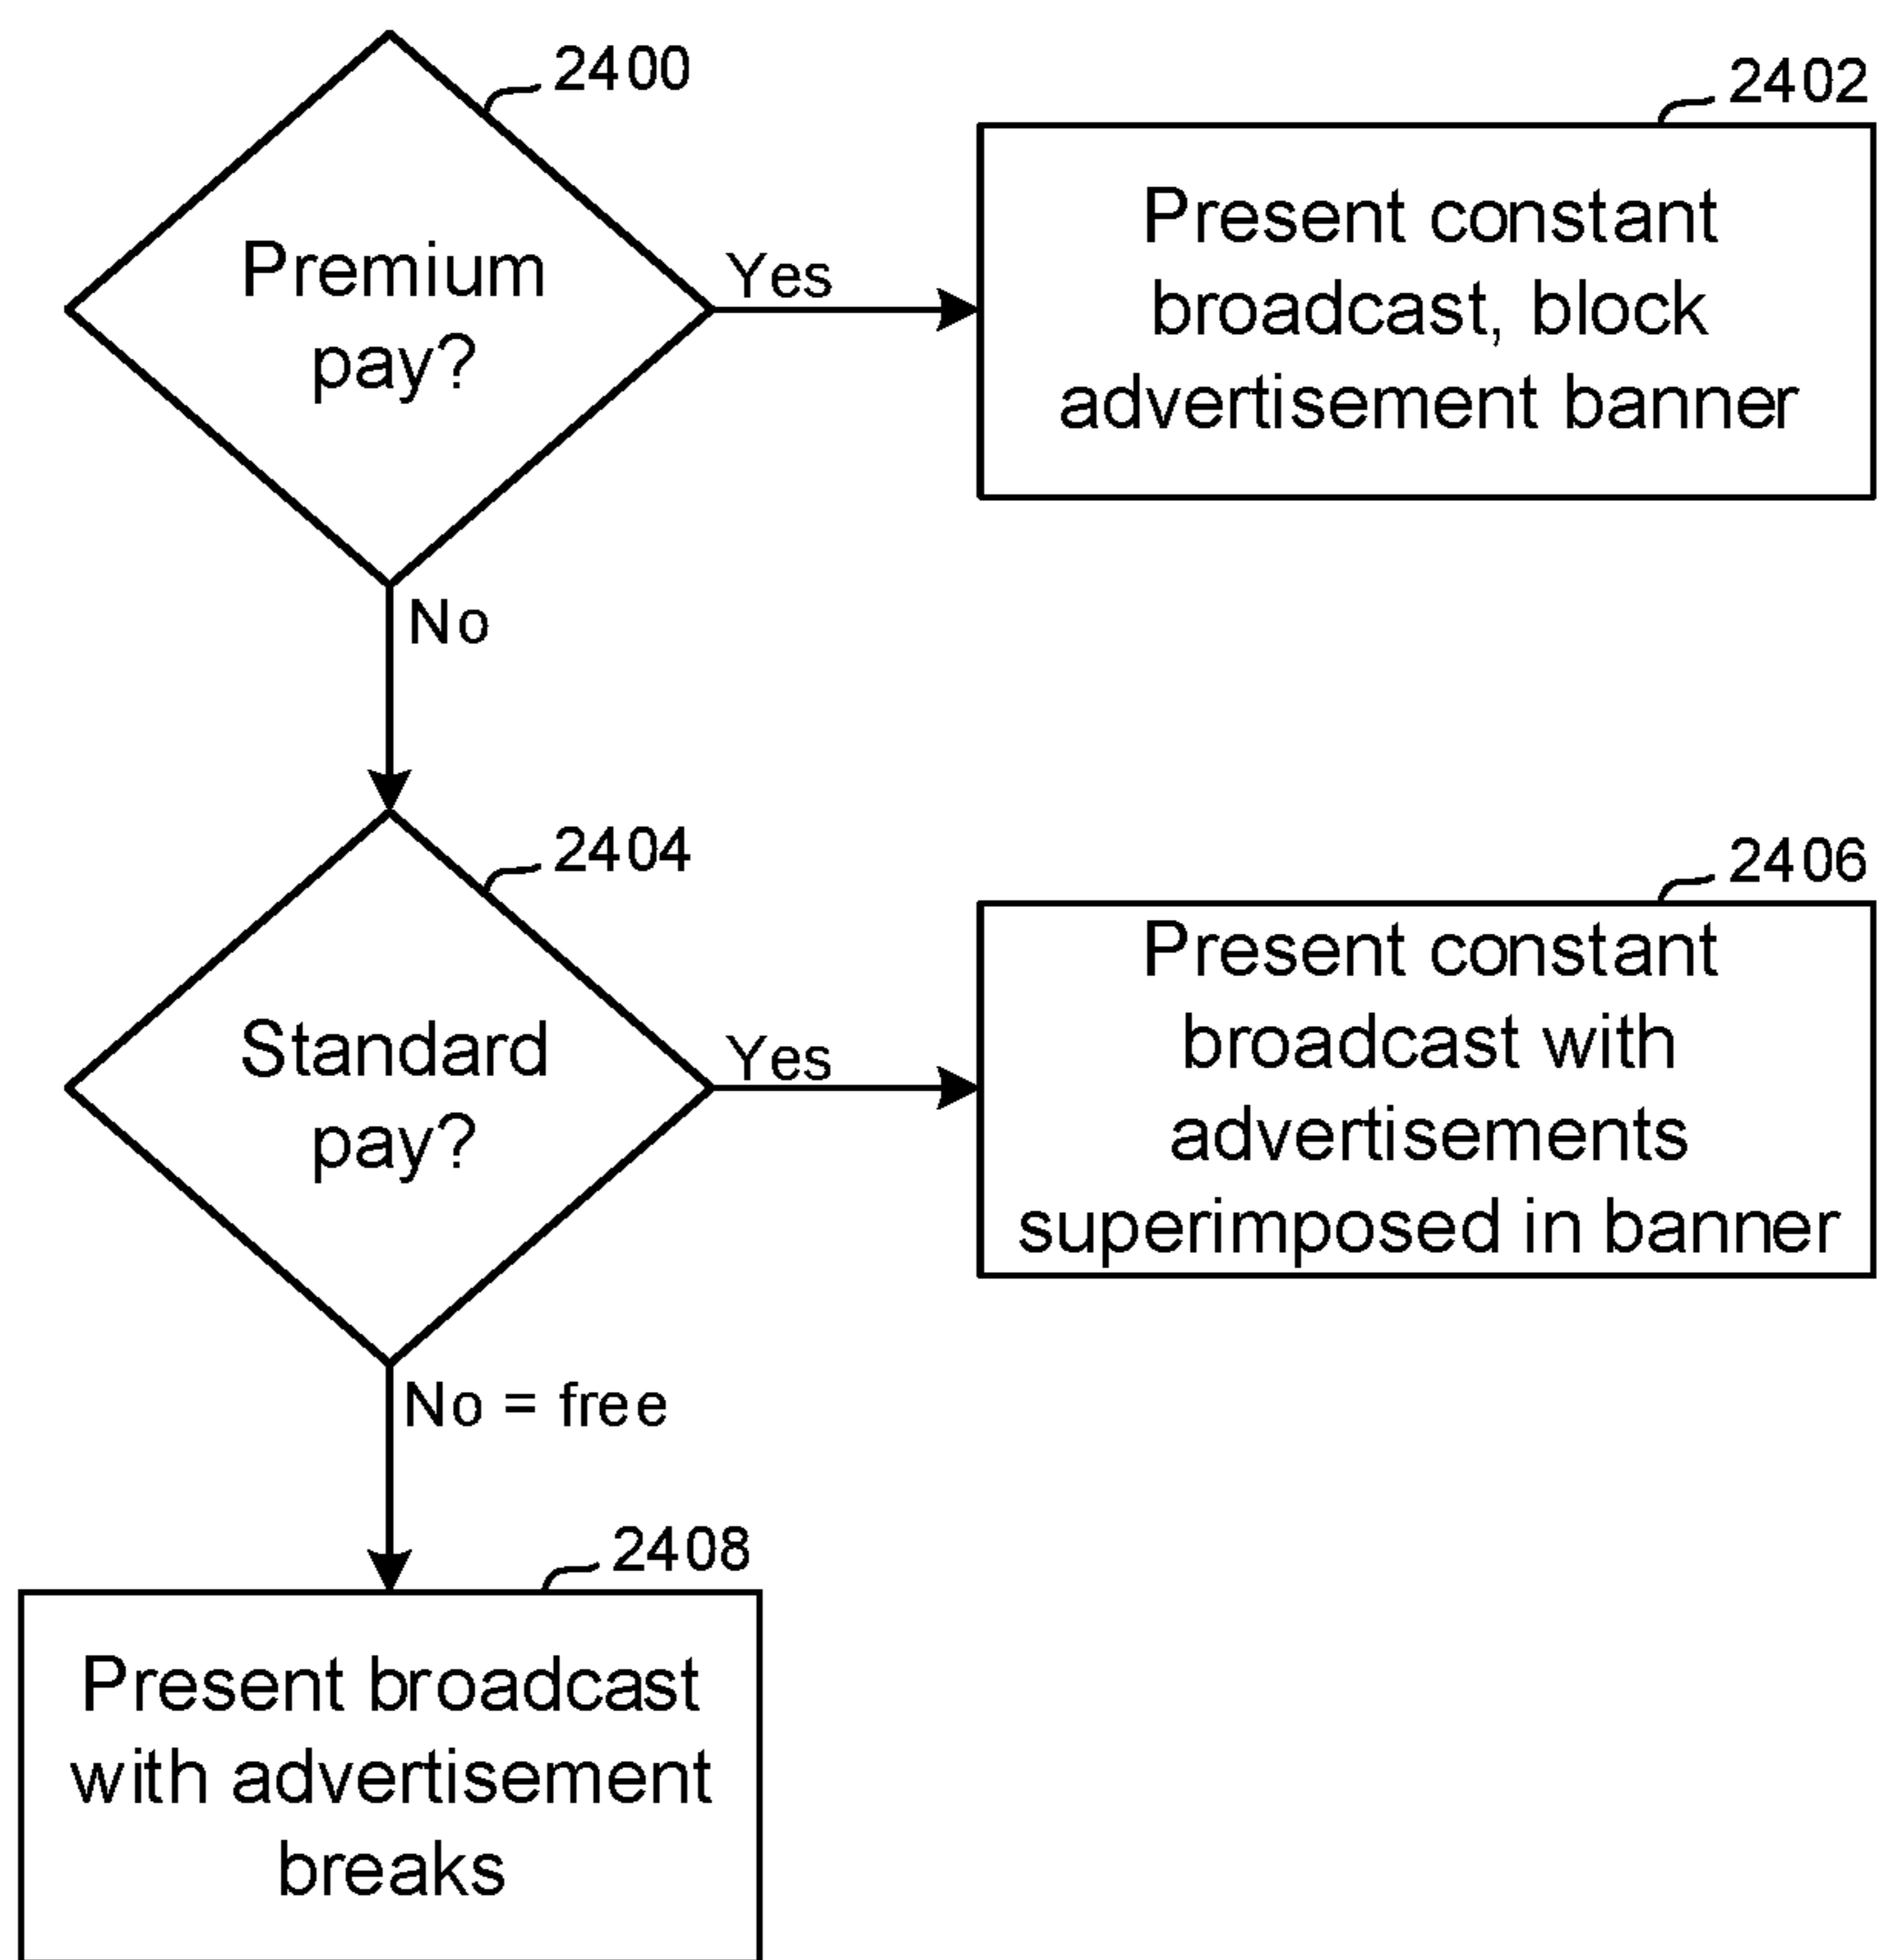 2400
Premium
pay?
Yes
2402
Present constant
broadcast, block
advertisement banner
No
2404
Standard
pay?
Yes
2406
Present constant
broadcast with
advertisements
superimposed in banner
No = free
2408
Present broadcast
with advertisement
breaks